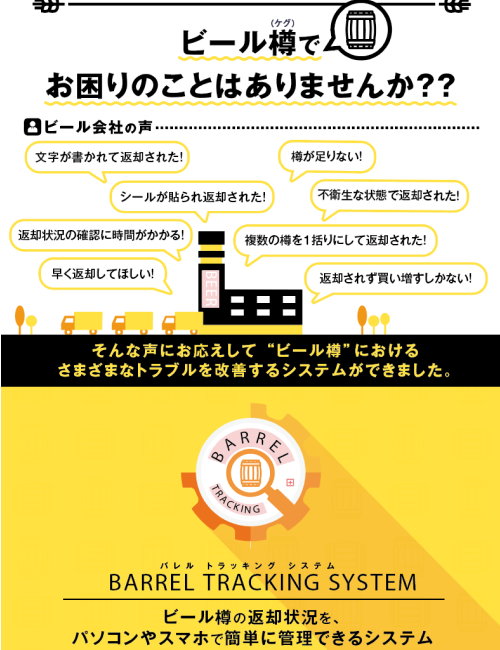 (ケグ)
ビール樽で
お困りのことはありませんか??
ビール会社の声
文字が書かれて返却された!
樽が足りない!
シールが貼られ返却された!
不衛生な状態で返却された!
返却状況の確認に時間がかかる!
複数の樽を1括りにして返却された!
早く返却してほしい!
返却されず買い増すしかない!
BEER
そんな声にお応えして“ビール樽”における
さまざまなトラブルを改善するシステムができました。
BARREL
TRACKING
バレル トラッキング システム
BARREL TRACKING SYSTEM
ビール樽の返却状況を、
パソコンやスマホで簡単に管理できるシステム